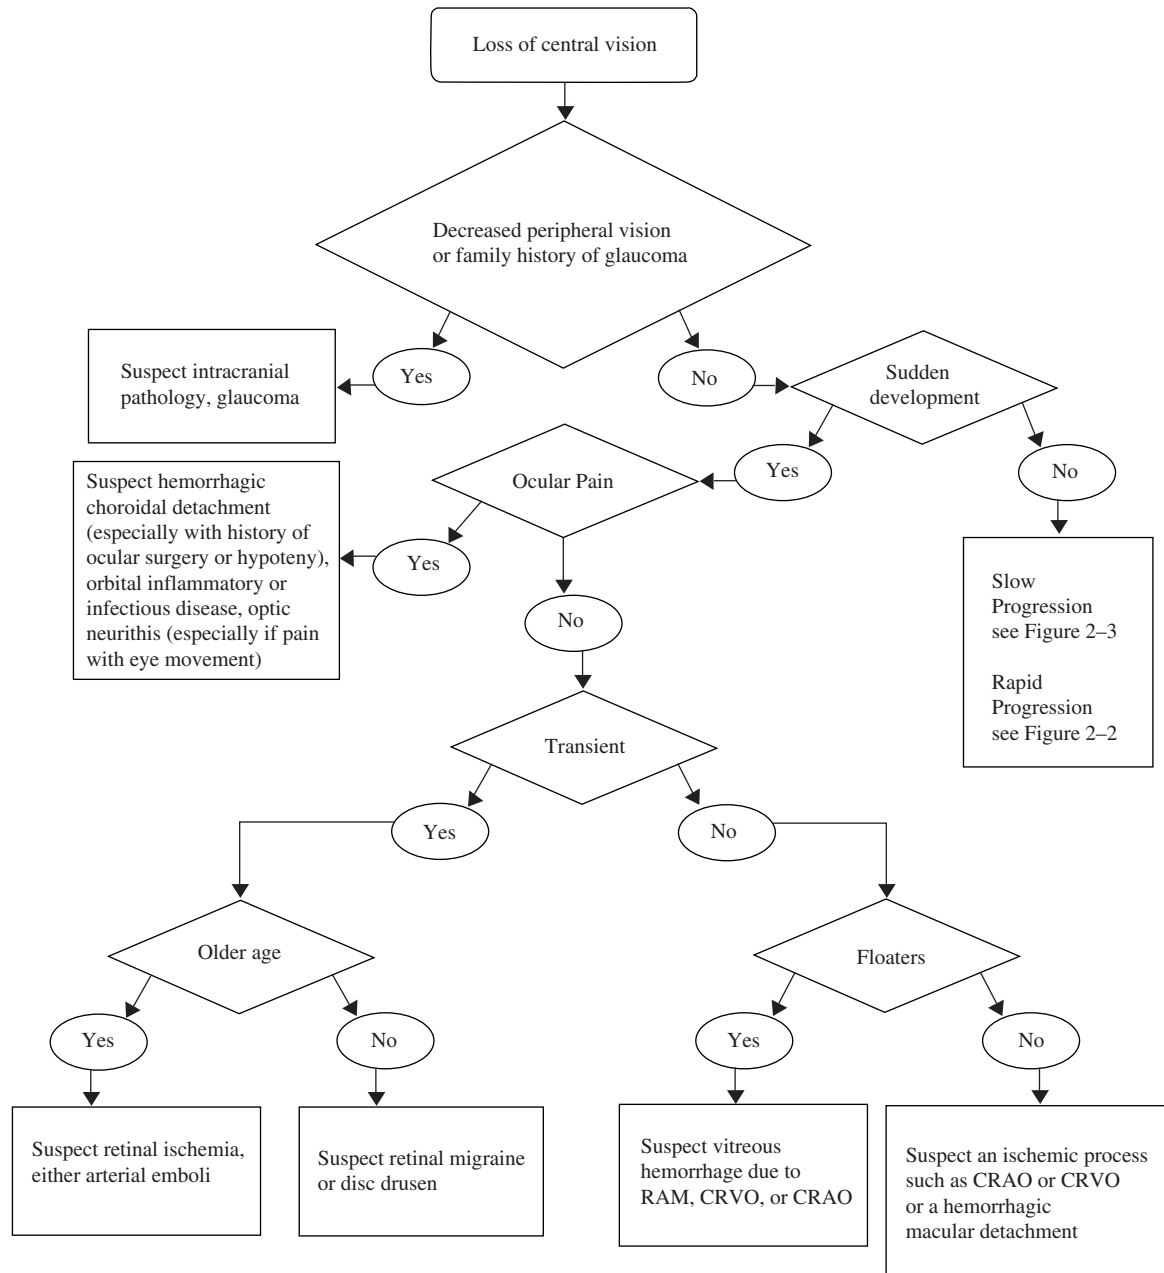 Loss of central vision
Decreased peripheral vision
or family history of glaucoma
Yes
No
Suspect intracranial
pathology, glaucoma
Sudden
development
Yes
No
Ocular Pain
Suspect hemorrhagic
choroidal detachment
(especially with history of
ocular surgery or hypoteny),
orbital inflammatory or
infectious disease, optic
neurithis (especially if pain
with eye movement)
Yes
No
Slow
Progression
see Figure 2–3
Rapid
Progression
see Figure 2–2
Transient
Yes
No
Older age
Floaters
Yes
No
Yes
No
Suspect retinal ischemia,
either arterial emboli
Suspect retinal migraine
or disc drusen
Suspect vitreous
hemorrhage due to
RAM, CRVO, or CRAO
Suspect an ischemic process
such as CRAO or CRVO
or a hemorrhagic
macular detachment